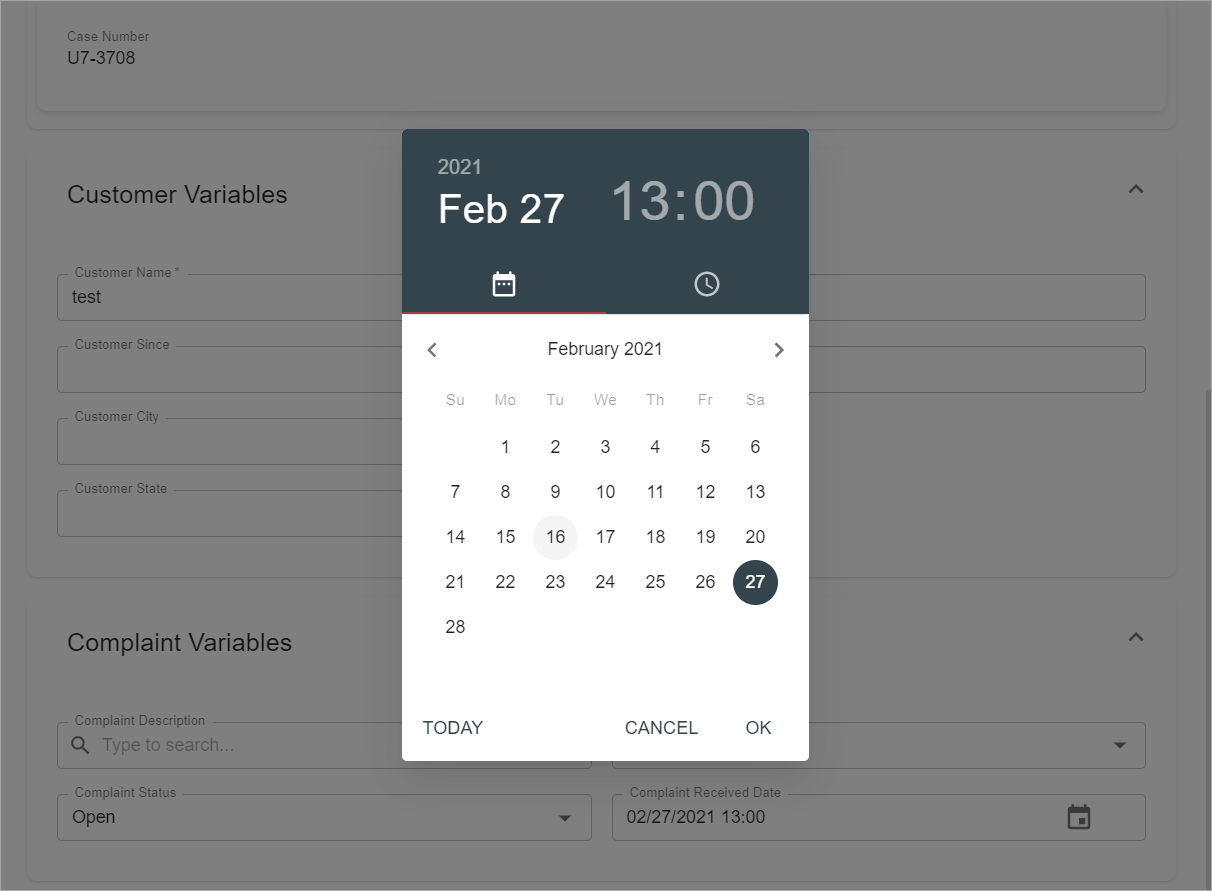 Case Number
U7-3708
Customer Variables
Customer Name *
test
Customer Since
Customer City
Customer State
2021
Feb 27
13:00
February 2021
Su Mo Tu We Th Fr Sa
1 2 3 4 5 6
7 8 9 10 11 12 13
14 15 16 17 18 19 20
21 22 23 24 25 26 27
28
TODAY CANCEL OK
Complaint Variables
Complaint Description
Type to search...
Complaint Status
Open
Complaint Received Date
02/27/2021 13:00